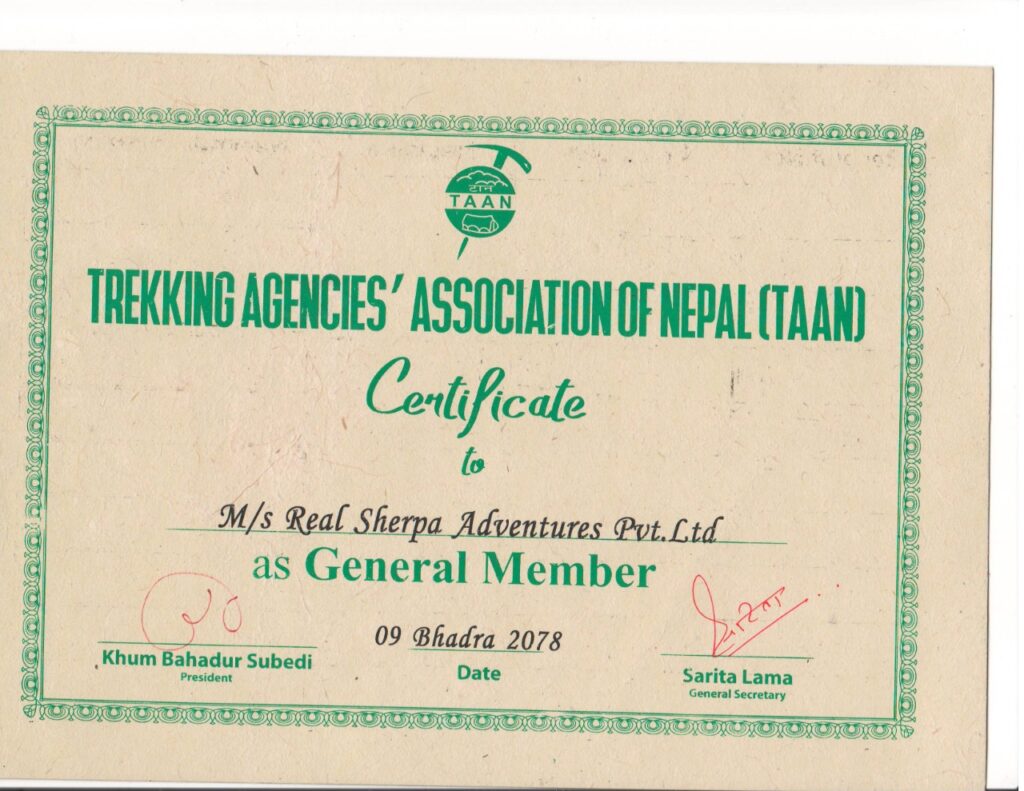 टान
TAAN
TREKKING AGENCIES' ASSOCIATION OF NEPAL (TAAN)
Certificate
to
M/s Real Sherpa Adventures Pvt.Ltd
as General Member
09 Bhadra 2078
Date
Khum Bahadur Subedi
President
Sarita Lama
General Secretary